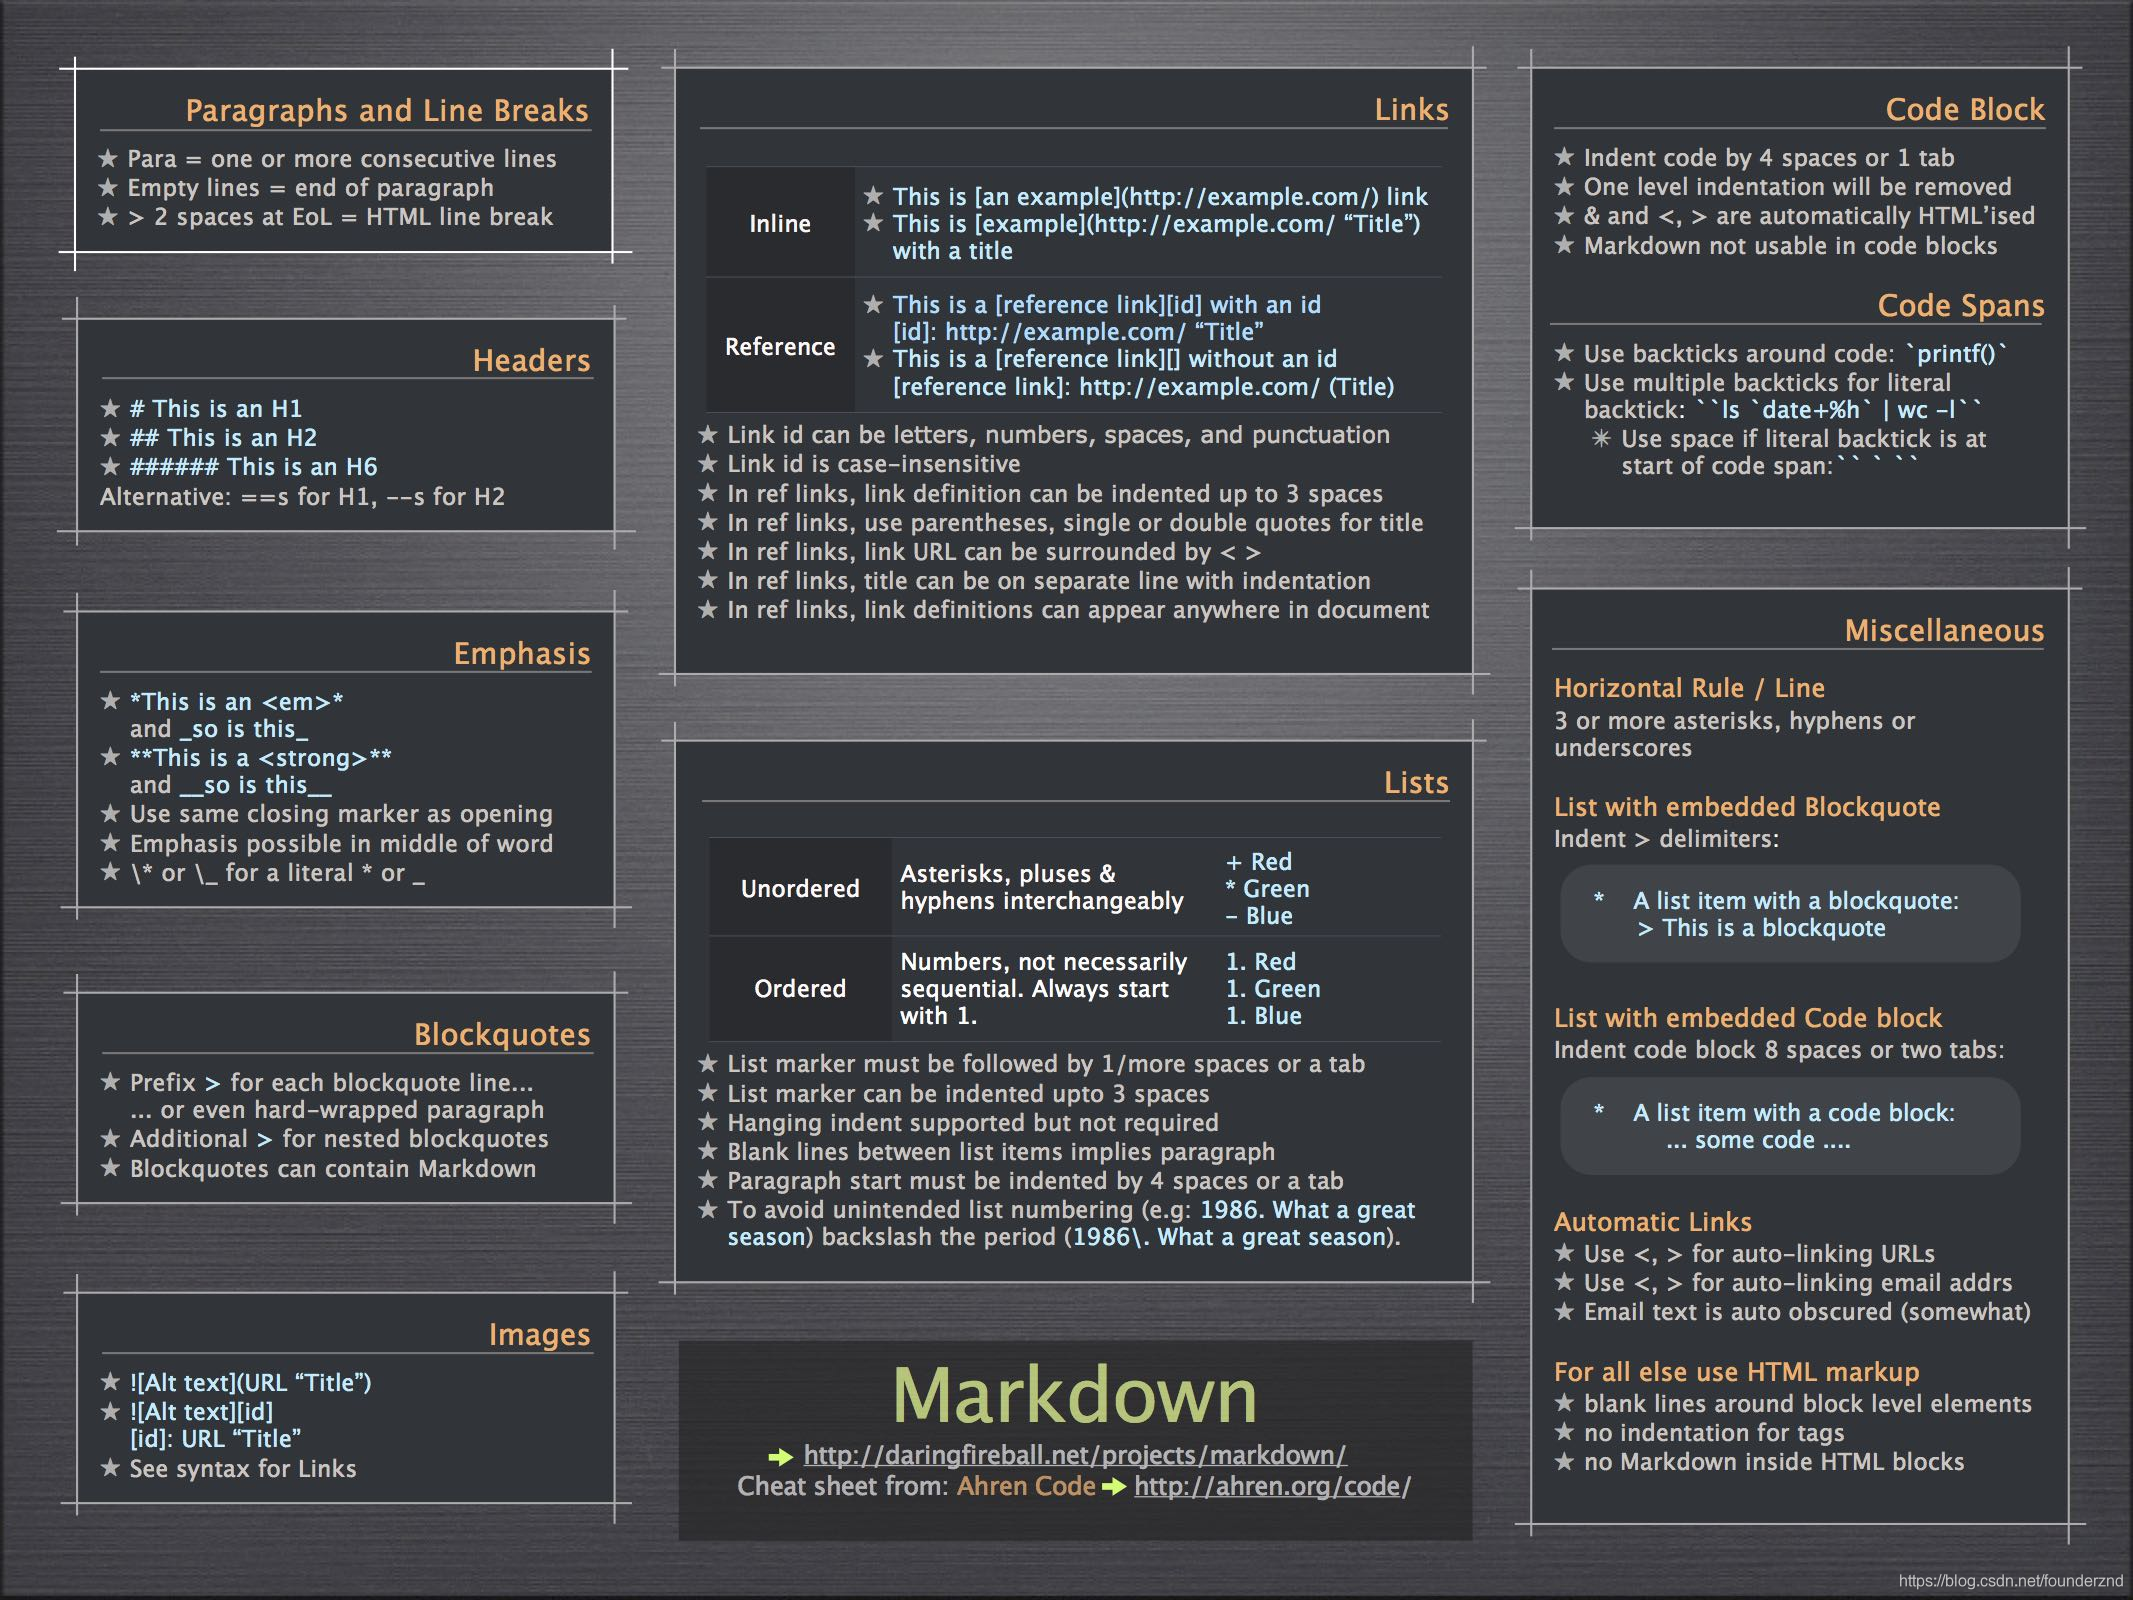 Paragraphs and Line Breaks
★ Para = one or more consecutive lines
★ Empty lines = end of paragraph
★ > 2 spaces at EoL = HTML line break
Headers
★ # This is an H1
★ ## This is an H2
★ ###### This is an H6
Alternative: ==s for H1, --s for H2
Emphasis
★ *This is an <em>*
and _so is this_
★ **This is a <strong>**
and __so is this__
★ Use same closing marker as opening
★ Emphasis possible in middle of word
★ \* or \_ for a literal * or _
Blockquotes
★ Prefix > for each blockquote line...
... or even hard-wrapped paragraph
★ Additional > for nested blockquotes
★ Blockquotes can contain Markdown
Images
★ ![Alt text](URL “Title”)
★ ![Alt text][id]
[id]: URL “Title”
★ See syntax for Links
Links
Inline
★ This is [an example](http://example.com/) link
★ This is [example](http://example.com/ “Title”)
with a title
Reference
★ This is a [reference link][id] with an id
[id]: http://example.com/ “Title”
★ This is a [reference link][] without an id
[reference link]: http://example.com/ (Title)
★ Link id can be letters, numbers, spaces, and punctuation
★ Link id is case-insensitive
★ In ref links, link definition can be indented up to 3 spaces
★ In ref links, use parentheses, single or double quotes for title
★ In ref links, link URL can be surrounded by < >
★ In ref links, title can be on separate line with indentation
★ In ref links, link definitions can appear anywhere in document
Lists
Unordered
Asterisks, pluses &
hyphens interchangeably
+ Red
* Green
- Blue
Ordered
Numbers, not necessarily
sequential. Always start
with 1.
1. Red
1. Green
1. Blue
★ List marker must be followed by 1/more spaces or a tab
★ List marker can be indented upto 3 spaces
★ Hanging indent supported but not required
★ Blank lines between list items implies paragraph
★ Paragraph start must be indented by 4 spaces or a tab
★ To avoid unintended list numbering (e.g: 1986. What a great
season) backslash the period (1986\. What a great season).
Markdown
http://daringfireball.net/projects/markdown/
Cheat sheet from: Ahren Code http://ahren.org/code/
Code Block
★ Indent code by 4 spaces or 1 tab
★ One level indentation will be removed
★ & and <, > are automatically HTML’ised
★ Markdown not usable in code blocks
Code Spans
★ Use backticks around code: `printf()`
★ Use multiple backticks for literal
backtick: ``ls `date+%h` | wc -l``
✳ Use space if literal backtick is at
start of code span:`` ` ``
Miscellaneous
Horizontal Rule / Line
3 or more asterisks, hyphens or
underscores
List with embedded Blockquote
Indent > delimiters:
* A list item with a blockquote:
> This is a blockquote
List with embedded Code block
Indent code block 8 spaces or two tabs:
* A list item with a code block:
... some code ....
Automatic Links
★ Use <, > for auto-linking URLs
★ Use <, > for auto-linking email addrs
★ Email text is auto obscured (somewhat)
For all else use HTML markup
★ blank lines around block level elements
★ no indentation for tags
★ no Markdown inside HTML blocks
https://blog.csdn.net/founderznd